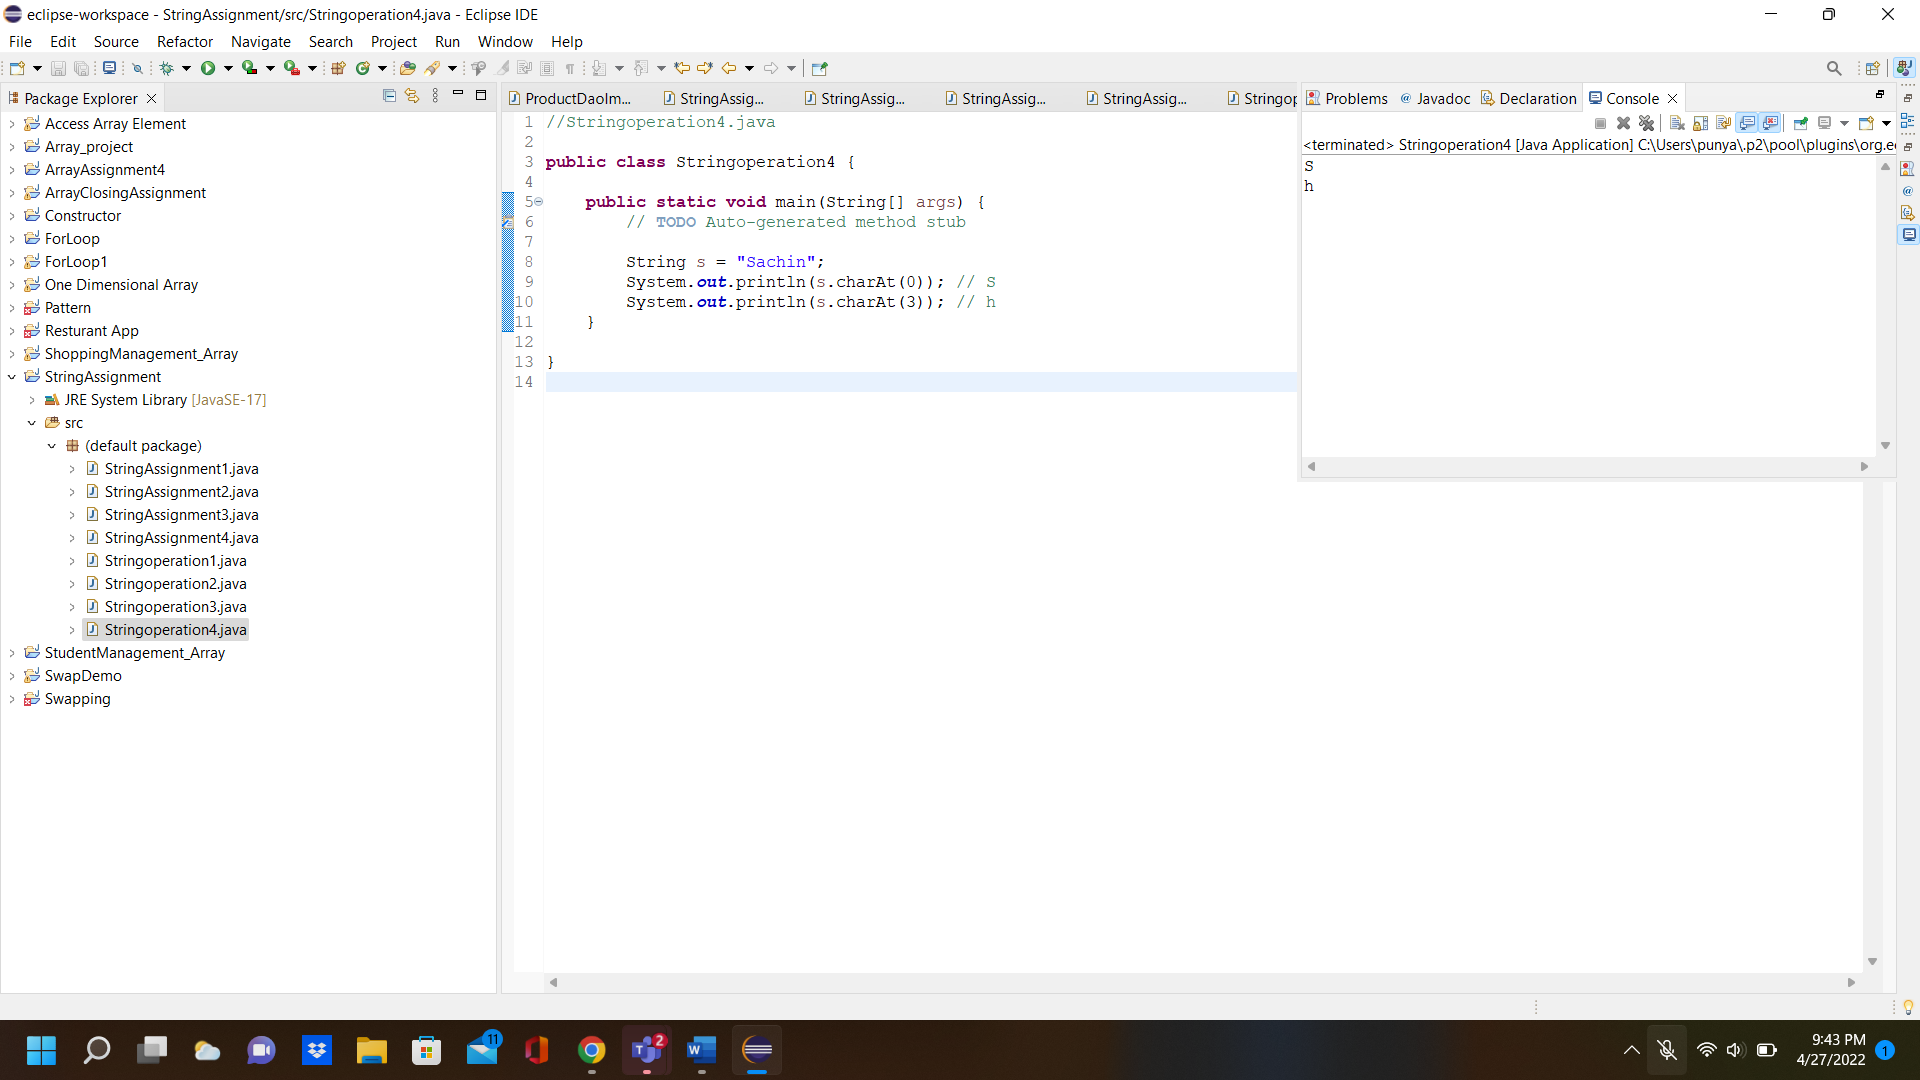 eclipse-workspace - StringAssignment/src/Stringoperation4.java - Eclipse IDE
File Edit Source Refactor Navigate Search Project Run Window Help
Package Explorer
Access Array Element
Array_project
ArrayAssignment4
ArrayClosingAssignment
Constructor
ForLoop
ForLoop1
One Dimensional Array
Pattern
Resturant App
ShoppingManagement_Array
StringAssignment
JRE System Library [JavaSE-17]
src
(default package)
StringAssignment1.java
StringAssignment2.java
StringAssignment3.java
StringAssignment4.java
Stringoperation1.java
Stringoperation2.java
Stringoperation3.java
Stringoperation4.java
StudentManagement_Array
SwapDemo
Swapping
ProductDaoIm... StringAssig... StringAssig... StringAssig... StringAssig... Stringop
1 //Stringoperation4.java
2
3 public class Stringoperation4 {
4
5 public static void main(String[] args) {
6 // TODO Auto-generated method stub
7
8 String s = "Sachin";
9 System.out.println(s.charAt(0)); // S
10 System.out.println(s.charAt(3)); // h
11 }
12
13 }
14
Problems Javadoc Declaration Console
<terminated> Stringoperation4 [Java Application] C:\Users\punya\.p2\pool\plugins\org.ec
S
h
11
2
9:43 PM
4/27/2022
1